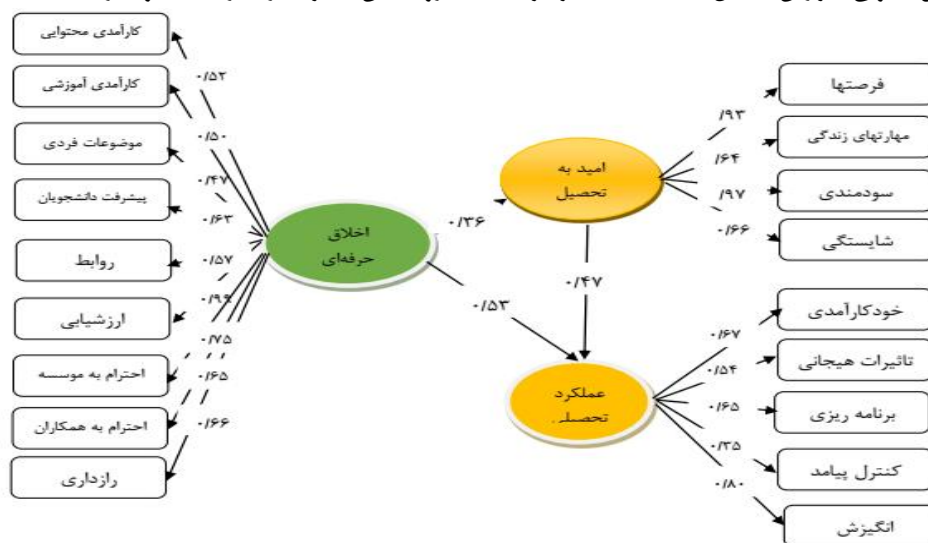 کارآمدی محتوایی
کارآمدی آموزشی
موضوعات فردی
پیشرفت دانشجویان
روابط
ارزشیابی
احترام به موسسه
احترام به همکاران
رازداری
۰/۵۲
۰/۵۰
۰/۴۷
۰/۶۳
۰/۵۷
۰/۹۹
۰/۷۵
۰/۶۵
۰/۶۶
اخلاق
حرفه‌ای
۰/۳۶
۰/۵۳
امید به
تحصیل
۰/۴۷
عملکرد
/۹۳
/۶۴
/۹۷
۰/۶۶
فرصتها
مهارتهای زندگی
سودمندی
شایستگی
۰/۶۷
۰/۵۴
۰/۶۵
۰/۳۵
۰/۸۰
خودکارآمدی
تاثیرات هیجانی
برنامه ریزی
کنترل پیامد
انگیزش